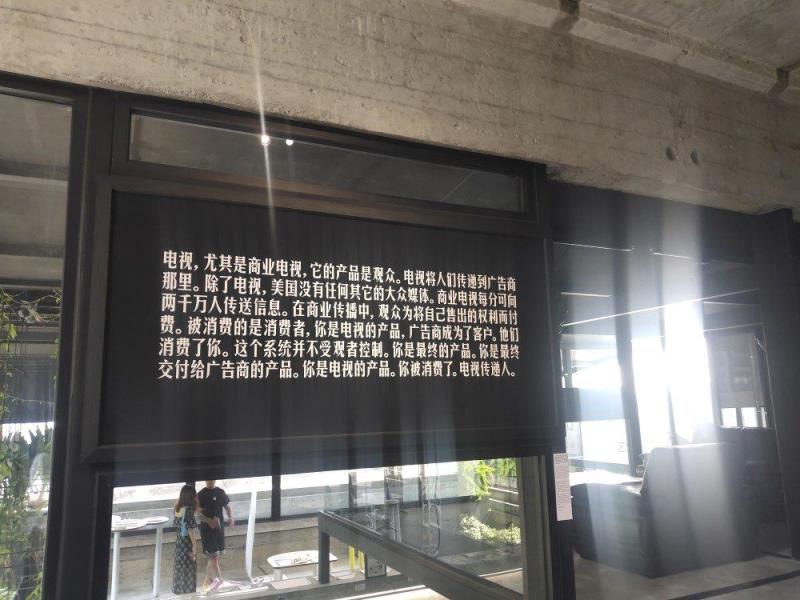 电视，尤其是商业电视，它的产品是观众。电视将人们传递到广告商
那里。除了电视，美国没有任何其它的大众媒体。商业电视每分可向
两千万人传送信息。在商业传播中，观众为将自己售出的权利而付
费。被消费的是消费者，你是电视的产品，广告商成为了客户。他们
消费了你。这个系统并不受观者控制。你是最终的产品。你是最终
交付给广告商的产品。你是电视的产品。你被消费了。电视传递人。